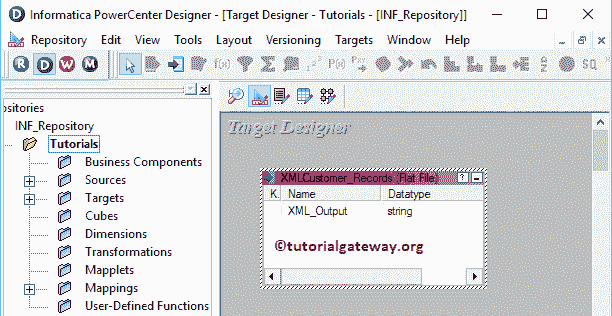 Informatica PowerCenter Designer - [Target Designer - Tutorials - [INF_Repository]]
Repository Edit View Tools Layout Versioning Targets Window Help
R D W M
f(x) 1²3 P(x) SQ
ositories
INF_Repository
Tutorials
Business Components
Sources
Targets
Cubes
Dimensions
Transformations
Mapplets
Mappings
User-Defined Functions
Target Designer
XMLCustomer_Records (Flat File)
K Name Datatype
XML_Output string
©tutorialgateway.org